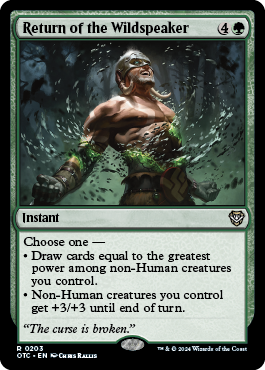 Return of the Wildspeaker 4
Instant
Choose one —
• Draw cards equal to the greatest
power among non-Human creatures
you control.
• Non-Human creatures you control
get +3/+3 until end of turn.
“The curse is broken.”
R 0203
OTC • EN Chris Rallis
™ & © 2024 Wizards of the Coast